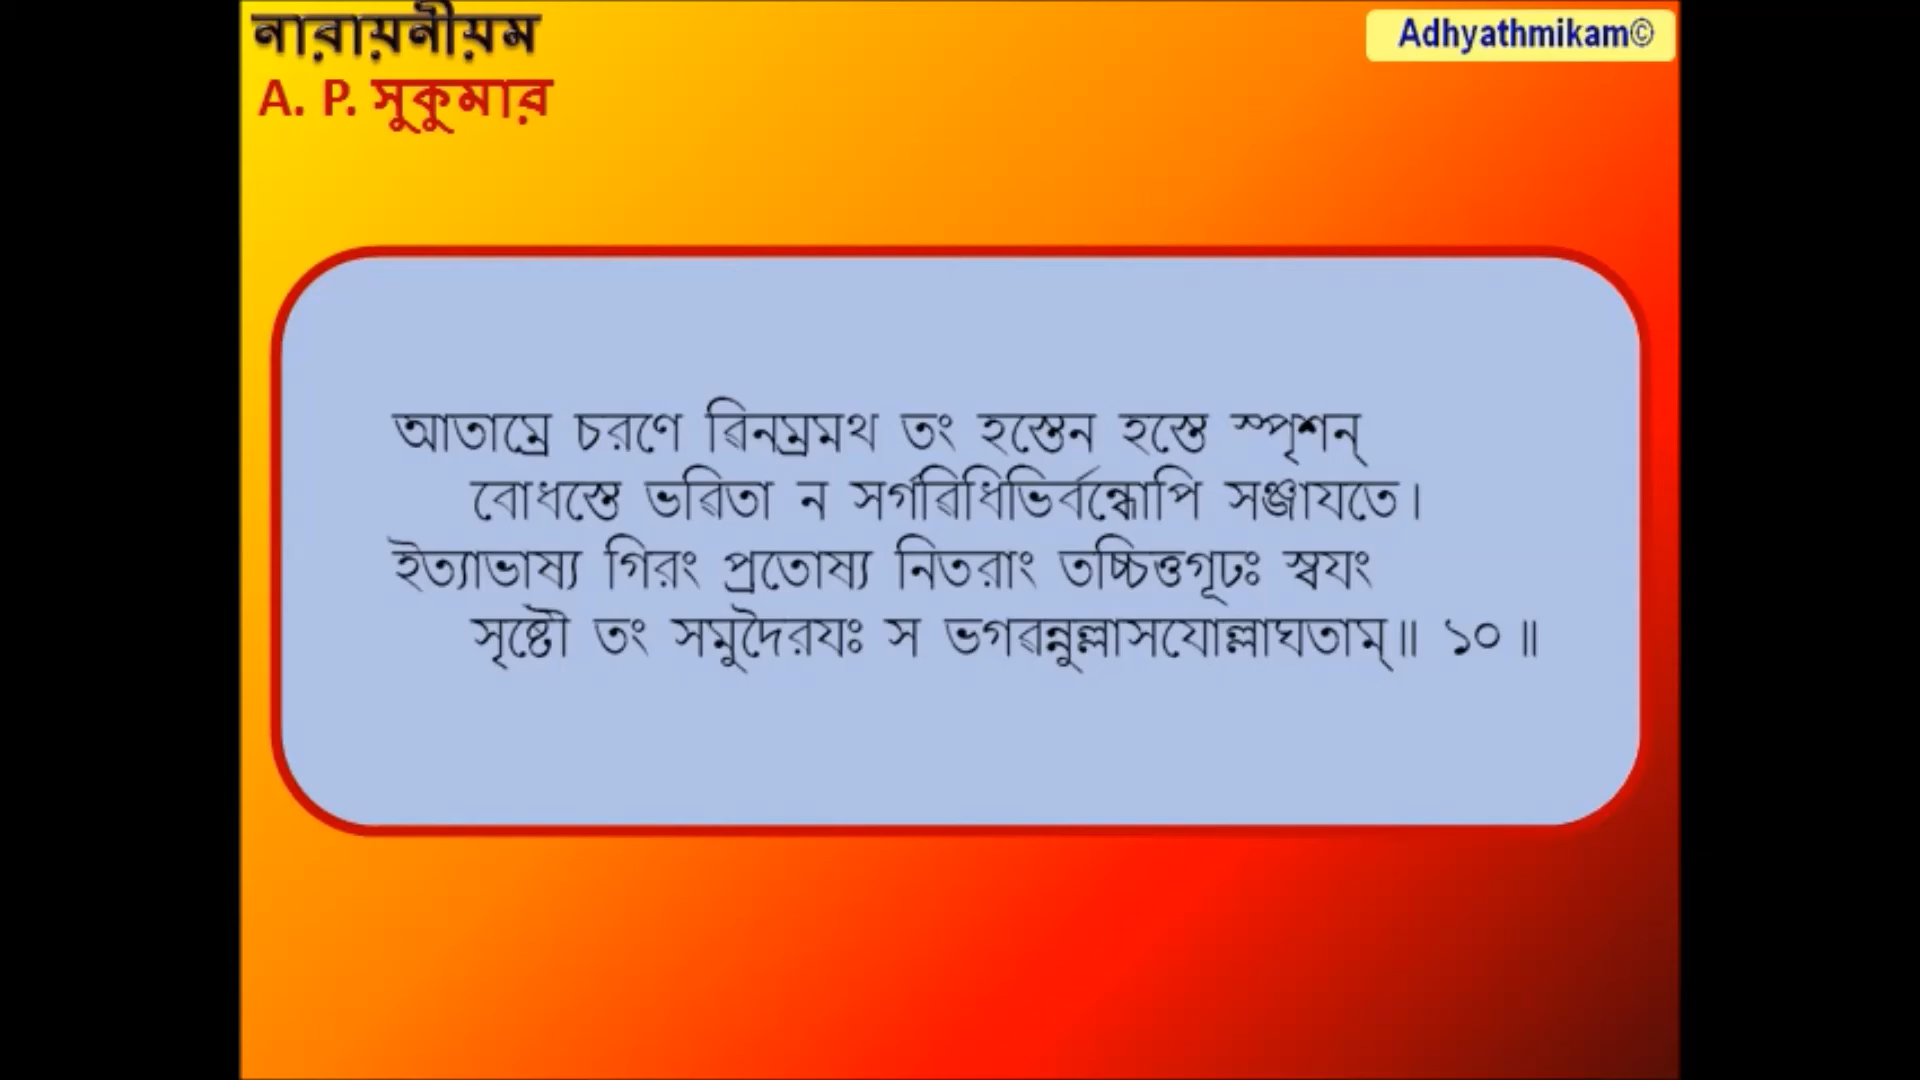 নারায়নীয়ম
A. P. সুকুমার
Adhyathmikam©
আতাম্রে চরণে ৱিনম্রমথ তং হস্তেন হস্তে স্পৃশন্
বোধস্তে ভৱিতা ন সর্গৱিধিভির্বন্ধোপি সঞ্জাযতে।
ইত্যাভাষ্য গিরং প্রতোষ্য নিতরাং তচ্চিত্তগূঢঃ স্বযং
সৃষ্টৌ তং সমুদৈরযঃ স ভগৱন্নুল্লাসযোল্লাঘতাম্॥ ১০ ॥